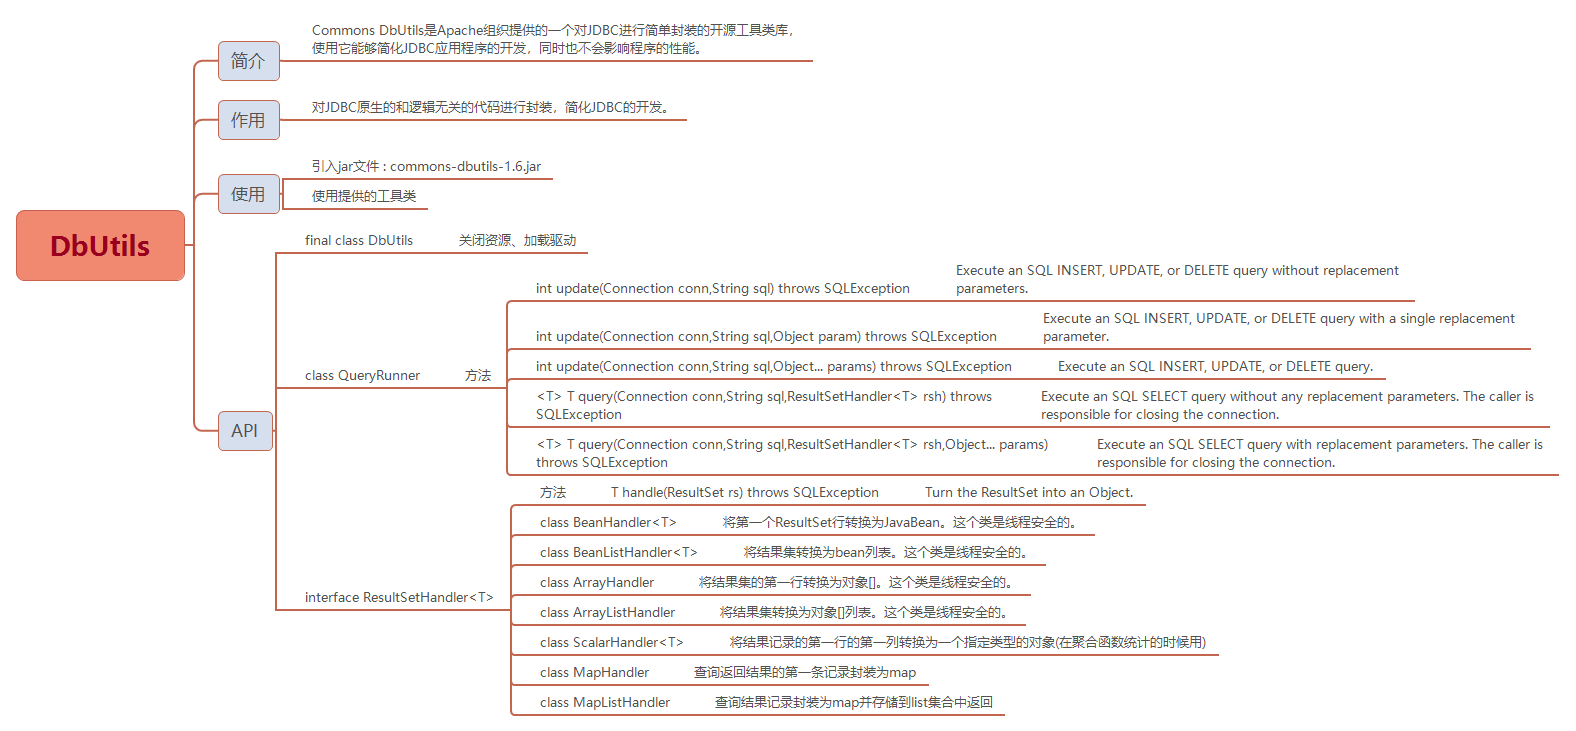 DbUtils
简介
Commons DbUtils是Apache组织提供的一个对JDBC进行简单封装的开源工具类库，
使用它能够简化JDBC应用程序的开发，同时也不会影响程序的性能。
作用
对JDBC原生的和逻辑无关的代码进行封装，简化JDBC的开发。
使用
引入jar文件 : commons-dbutils-1.6.jar
使用提供的工具类
API
final class DbUtils
关闭资源、加载驱动
class QueryRunner
方法
int update(Connection conn,String sql) throws SQLException
Execute an SQL INSERT, UPDATE, or DELETE query without replacement
parameters.
int update(Connection conn,String sql,Object param) throws SQLException
Execute an SQL INSERT, UPDATE, or DELETE query with a single replacement
parameter.
int update(Connection conn,String sql,Object... params) throws SQLException
Execute an SQL INSERT, UPDATE, or DELETE query.
<T> T query(Connection conn,String sql,ResultSetHandler<T> rsh) throws
SQLException
Execute an SQL SELECT query without any replacement parameters. The caller is
responsible for closing the connection.
<T> T query(Connection conn,String sql,ResultSetHandler<T> rsh,Object... params)
throws SQLException
Execute an SQL SELECT query with replacement parameters. The caller is
responsible for closing the connection.
interface ResultSetHandler<T>
方法
T handle(ResultSet rs) throws SQLException
Turn the ResultSet into an Object.
class BeanHandler<T>
将第一个ResultSet行转换为JavaBean。这个类是线程安全的。
class BeanListHandler<T>
将结果集转换为bean列表。这个类是线程安全的。
class ArrayHandler
将结果集的第一行转换为对象[]。这个类是线程安全的。
class ArrayListHandler
将结果集转换为对象[]列表。这个类是线程安全的。
class ScalarHandler<T>
将结果记录的第一行的第一列转换为一个指定类型的对象(在聚合函数统计的时候用)
class MapHandler
查询返回结果的第一条记录封装为map
class MapListHandler
查询结果记录封装为map并存储到list集合中返回